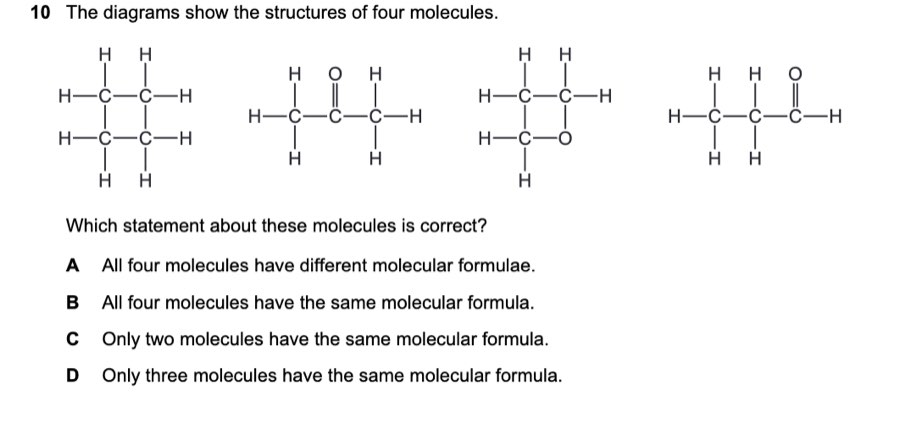 10 The diagrams show the structures of four molecules.
H H H H
H O H H H O
H—C—C—H H—C—C—H
H—C—C—C—H H—C—C—C—H
H—C—C—H H—C—O
H H H H
H H H
Which statement about these molecules is correct?
A All four molecules have different molecular formulae.
B All four molecules have the same molecular formula.
C Only two molecules have the same molecular formula.
D Only three molecules have the same molecular formula.